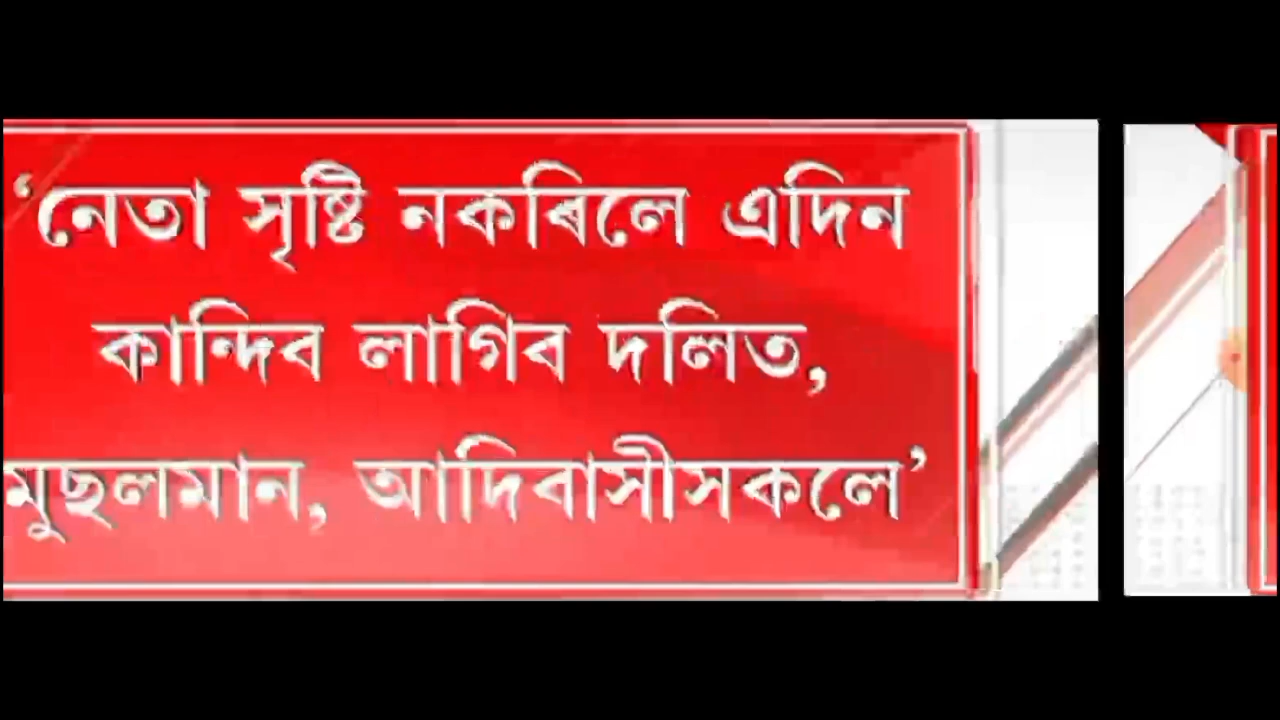 ‘নেতা সৃষ্টি নকৰিলে এদিন
কান্দিব লাগিব দলিত,
মুছলমান, আদিবাসীসকলে’